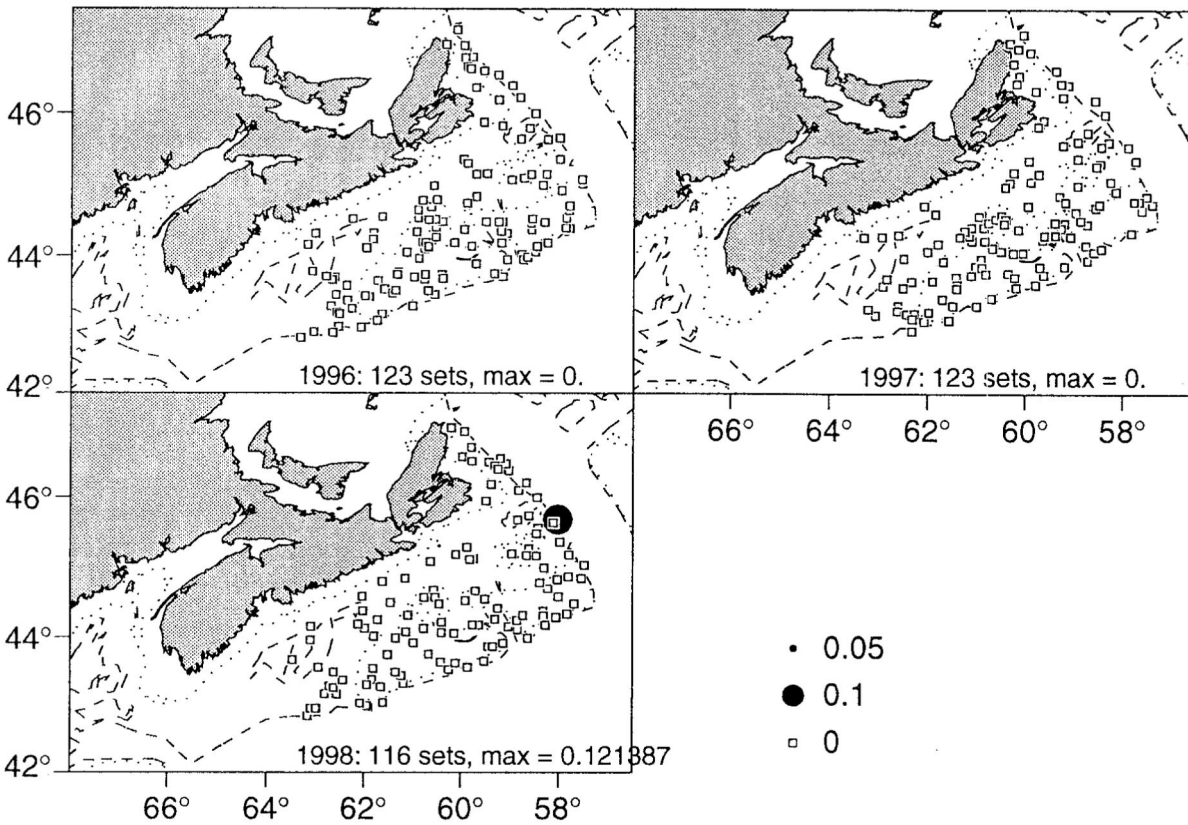 46°
44°
42°
1996: 123 sets, max = 0.
1997: 123 sets, max = 0.
66° 64° 62° 60° 58°
46°
44°
42°
1998: 116 sets, max = 0.121387
66° 64° 62° 60° 58°
0.05
0.1
0